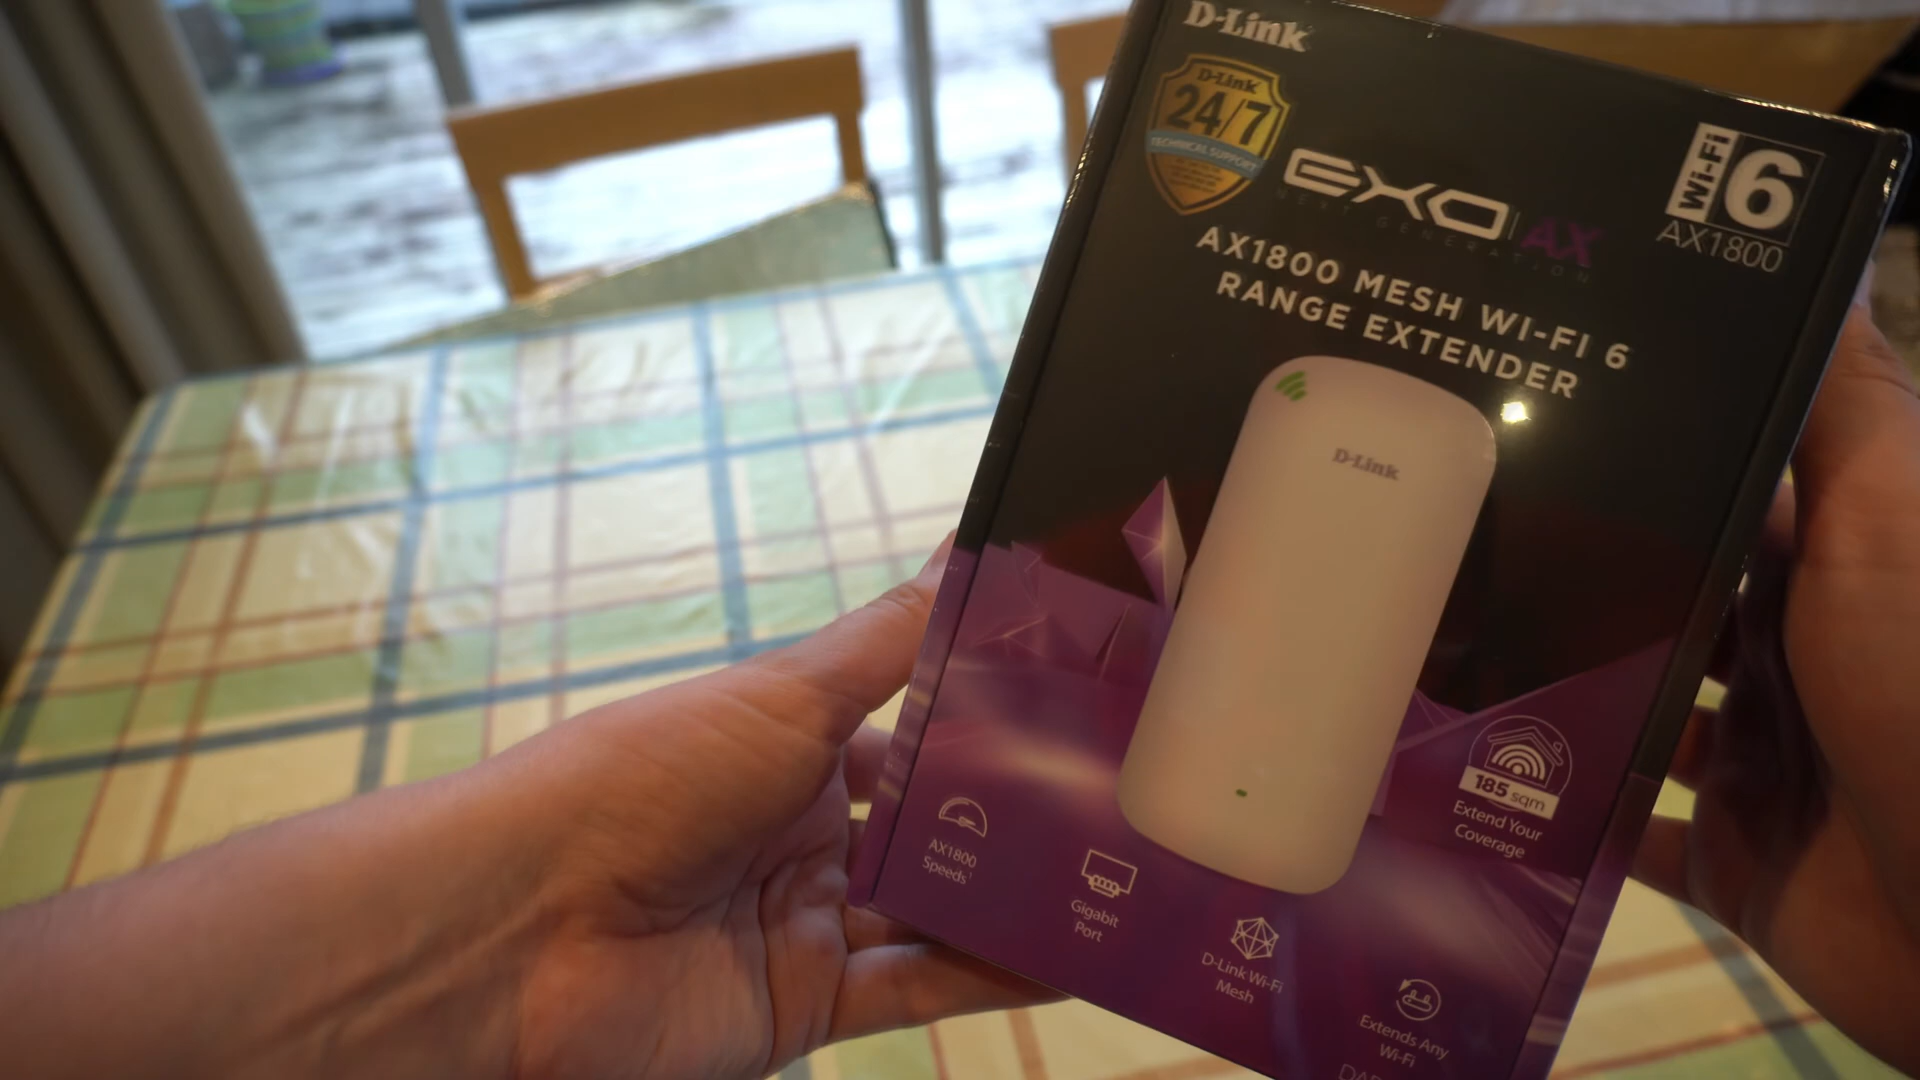 D-Link
D-Link
24/7
TECHNICAL SUPPORT
EXO AX
NEXT GENERATION
Wi-Fi 6
AX1800
AX1800 MESH WI-FI 6
RANGE EXTENDER
D-Link
185 sqm
Extend Your
Coverage
AX1800
Speeds¹
Gigabit
Port
D-Link Wi-Fi
Mesh
Extends Any
Wi-Fi